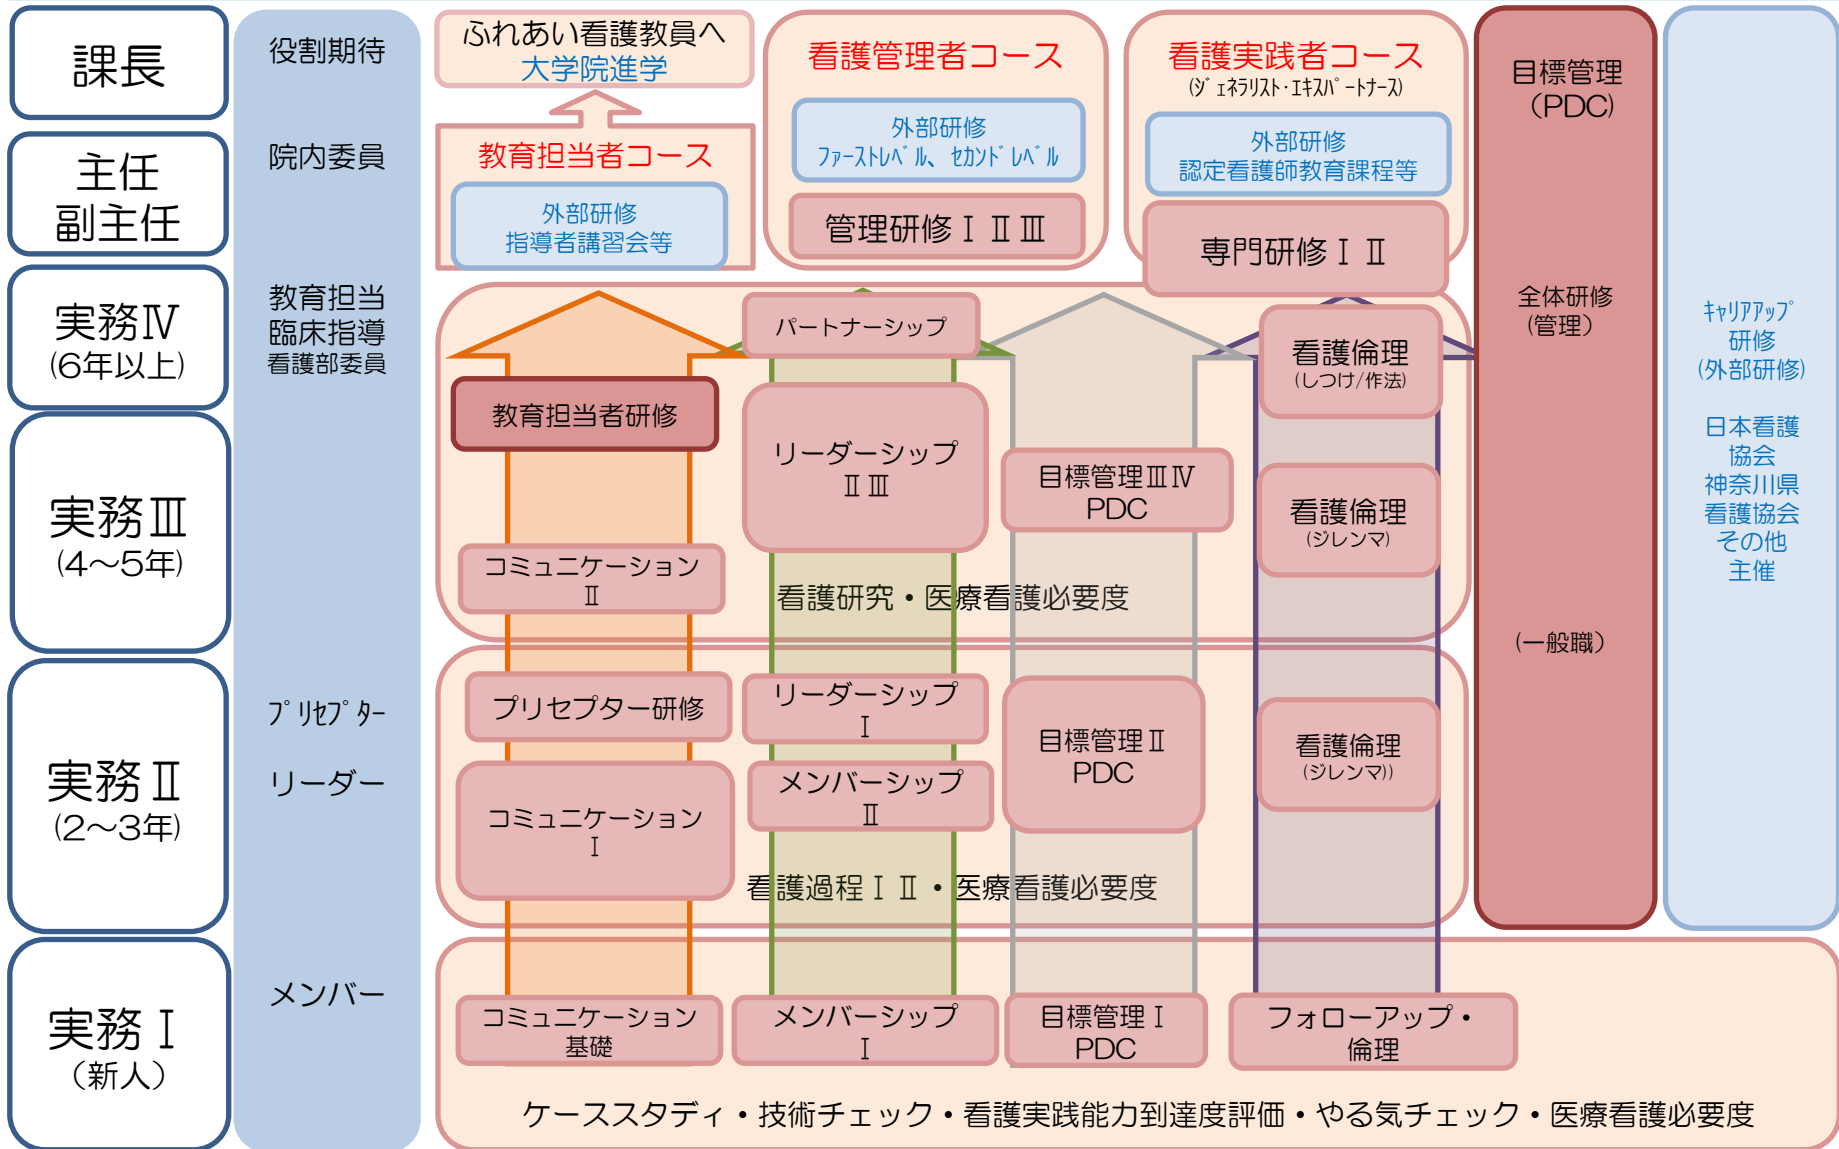 課長
役割期待
ふれあい看護教員へ
大学院進学
看護管理者コース
看護実践者コース
(ｼﾞｪﾈﾗﾘｽﾄ･ｴｷｽﾊﾟｰﾄﾅｰｽ)
目標管理
（PDC)
主任
副主任
院内委員
教育担当者コース
外部研修
指導者講習会等
外部研修
ﾌｧｰｽﾄﾚﾍﾞﾙ、ｾｶﾝﾄﾞﾚﾍﾞﾙ
管理研修ⅠⅡⅢ
外部研修
認定看護師教育課程等
専門研修ⅠⅡ
実務Ⅳ
(6年以上)
教育担当
臨床指導
看護部委員
パートナーシップ
看護倫理
(しつけ/作法)
教育担当者研修
全体研修
(管理）
ｷｬﾘｱｱｯﾌﾟ
研修
(外部研修)
日本看護
協会
神奈川県
看護協会
その他
主催
実務Ⅲ
(4～5年)
リーダーシップ
ⅡⅢ
目標管理ⅢⅣ
PDC
看護倫理
(ジレンマ)
コミュニケーション
Ⅱ
看護研究・医療看護必要度
(一般職）
実務Ⅱ
(2～3年)
ﾌﾟﾘｾﾌﾟﾀｰ
リーダー
プリセプター研修
リーダーシップ
Ⅰ
目標管理Ⅱ
PDC
看護倫理
(ジレンマ))
コミュニケーション
Ⅰ
メンバーシップ
Ⅱ
看護過程ⅠⅡ・医療看護必要度
実務Ⅰ
（新人）
メンバー
コミュニケーション
基礎
メンバーシップ
Ⅰ
目標管理Ⅰ
PDC
フォローアップ・
倫理
ケーススタディ・技術チェック・看護実践能力到達度評価・やる気チェック・医療看護必要度